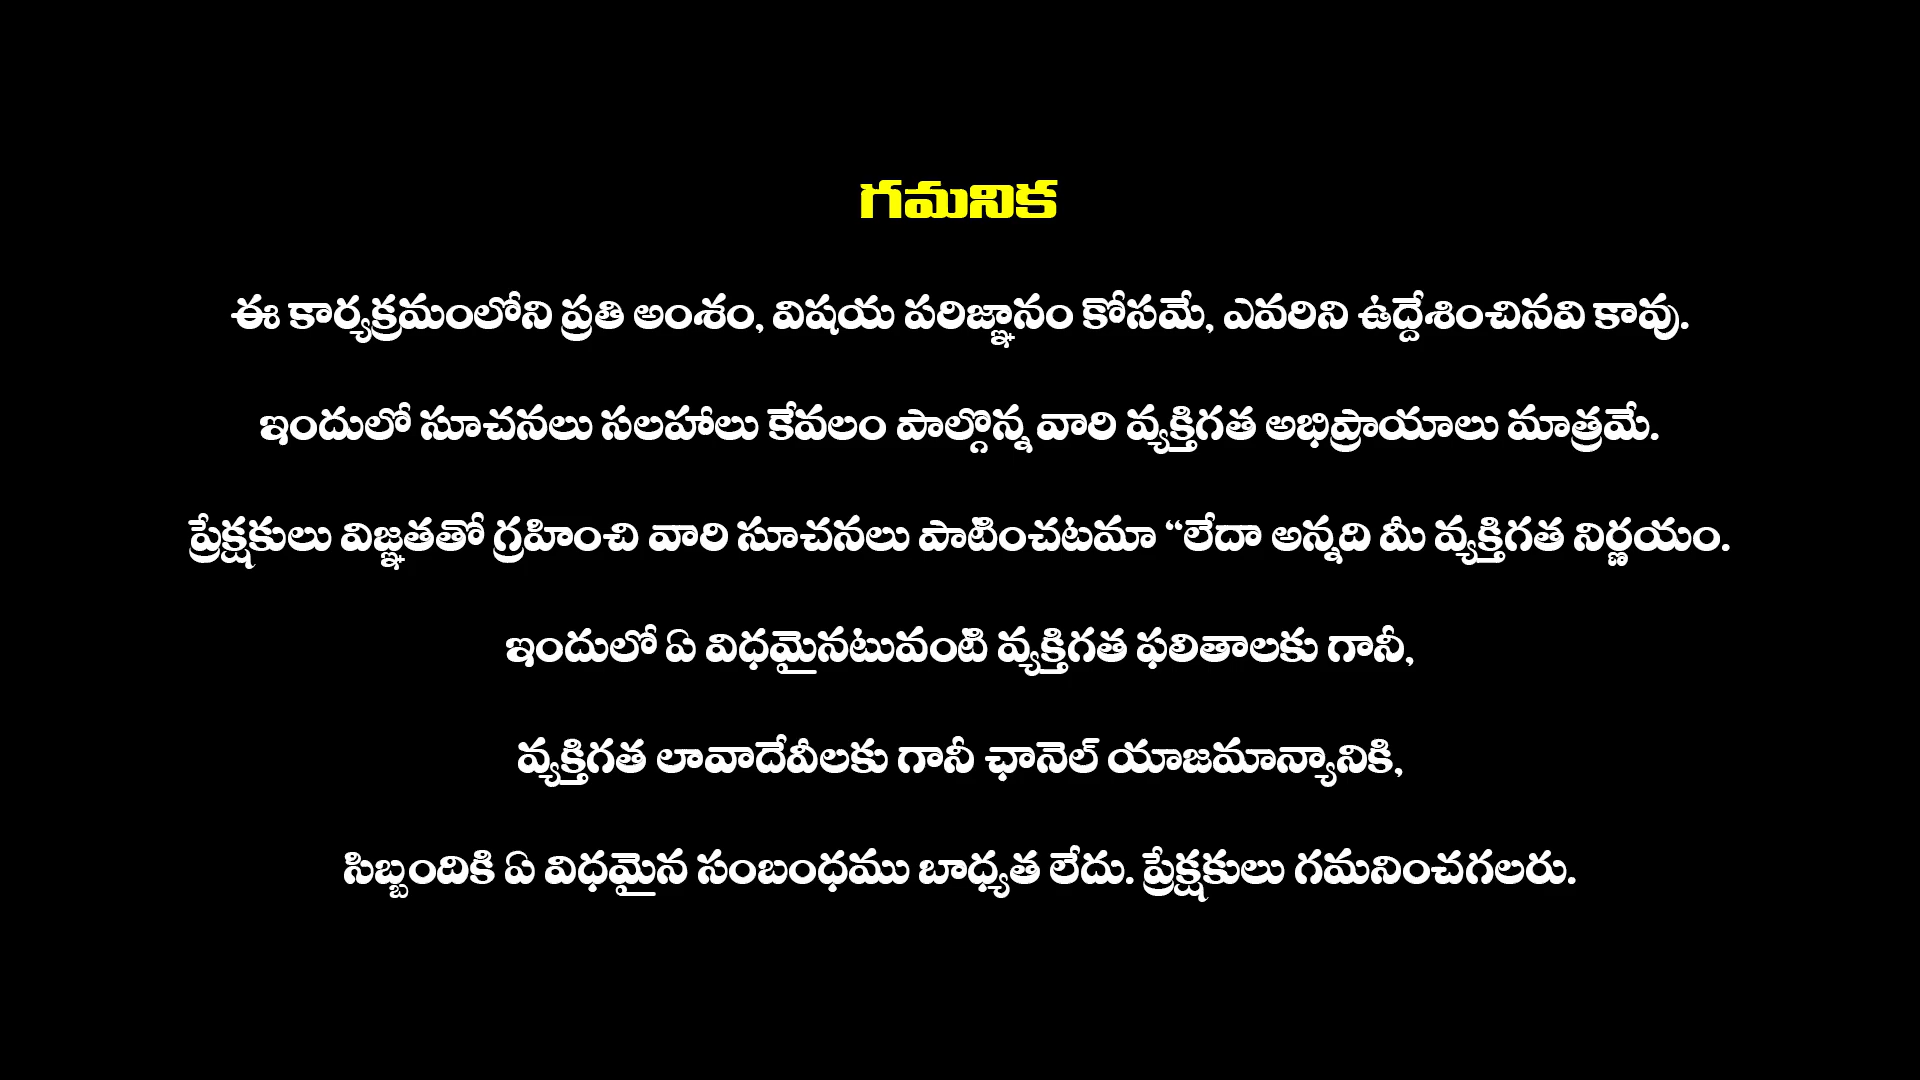 గమనిక
ఈ కార్యక్రమంలోని ప్రతి అంశం, విషయ పరిజ్ఞానం కోసమే, ఎవరిని ఉద్దేశించినవి కావు.
ఇందులో సూచనలు సలహాలు కేవలం పాల్గొన్న వారి వ్యక్తిగత అభిప్రాయాలు మాత్రమే.
ప్రేక్షకులు విజ్ఞతతో గ్రహించి వారి సూచనలు పాటించటమా “లేదా అన్నది మీ వ్యక్తిగత నిర్ణయం.
ఇందులో ఏ విధమైనటువంటి వ్యక్తిగత ఫలితాలకు గానీ,
వ్యక్తిగత లావాదేవీలకు గానీ ఛానెల్ యాజమాన్యానికి,
సిబ్బందికి ఏ విధమైన సంబంధము బాధ్యత లేదు. ప్రేక్షకులు గమనించగలరు.